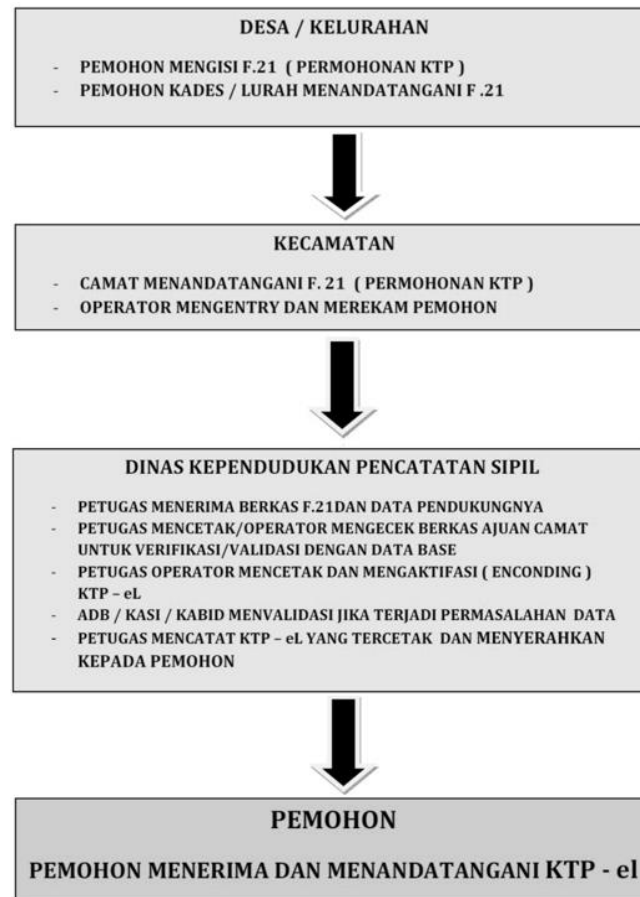 DESA / KELURAHAN
- PEMOHON MENGISI F.21 ( PERMOHONAN KTP )
- PEMOHON KADES / LURAH MENANDATANGANI F .21
KECAMATAN
- CAMAT MENANDATANGANI F. 21 ( PERMOHONAN KTP )
- OPERATOR MENGENTRY DAN MEREKAM PEMOHON
DINAS KEPENDUDUKAN PENCATATAN SIPIL
- PETUGAS MENERIMA BERKAS F.21DAN DATA PENDUKUNGNYA
- PETUGAS MENCETAK/OPERATOR MENGECEK BERKAS AJUAN CAMAT
UNTUK VERIFIKASI/VALIDASI DENGAN DATA BASE
- PETUGAS OPERATOR MENCETAK DAN MENGAKTIFASI ( ENCONDING )
KTP – eL
- ADB / KASI / KABID MENVALIDASI JIKA TERJADI PERMASALAHAN DATA
- PETUGAS MENCATAT KTP – eL YANG TERCETAK DAN MENYERAHKAN
KEPADA PEMOHON
PEMOHON
PEMOHON MENERIMA DAN MENANDATANGANI KTP - el